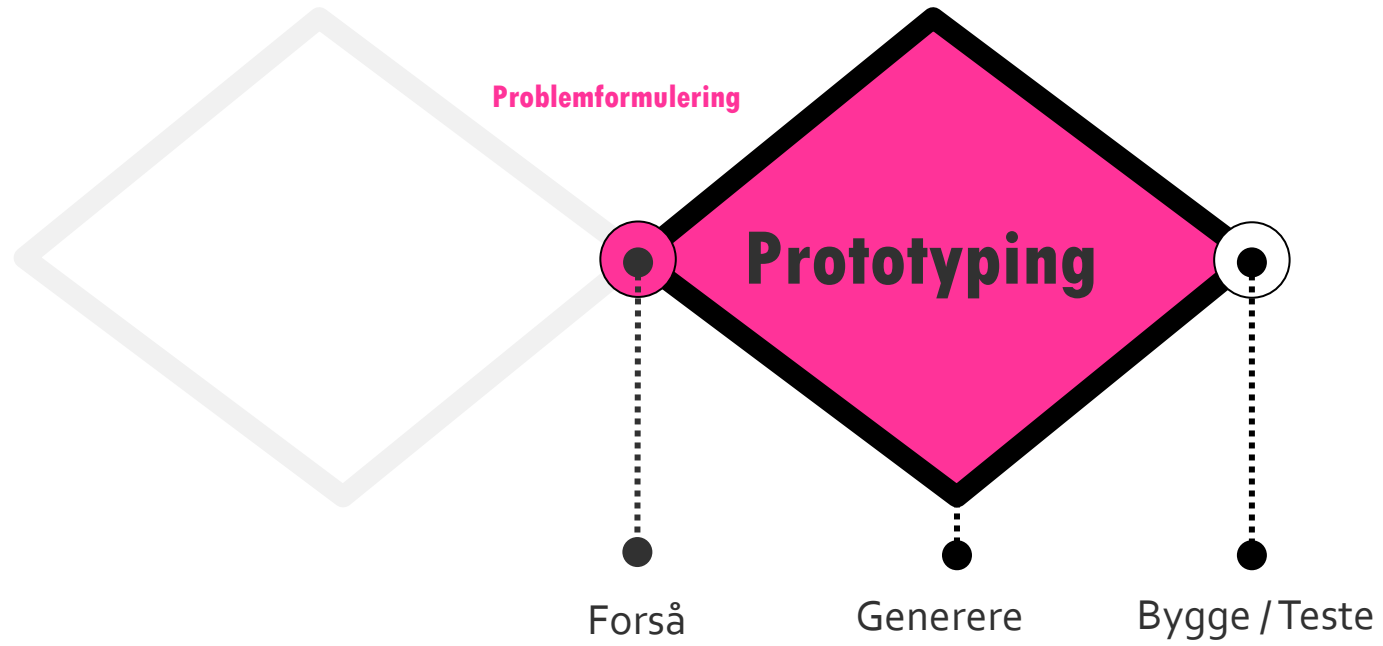 Problemformulering
Prototyping
Forså
Generere
Bygge / Teste